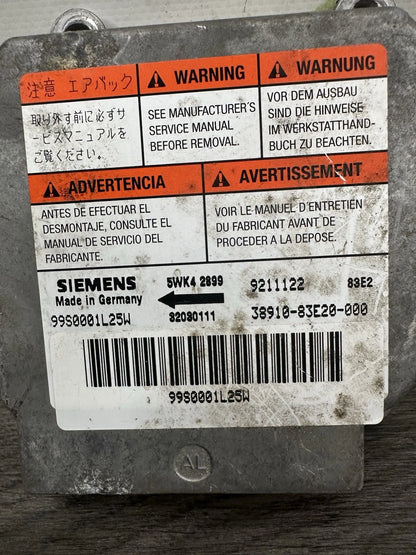 注意 エアバック
取り外す前に必ずサ
ービスマニュアルを
ご覧ください。
WARNING
SEE MANUFACTURER'S
SERVICE MANUAL
BEFORE REMOVAL.
WARNUNG
VOR DEM AUSBAU
SIND DIE HINWEISE
IM WERKSTATTHAND-
BUCH ZU BEACHTEN.
ADVERTENCIA
ANTES DE EFECTUAR EL
DESMONTAJE, CONSULTE EL
MANUAL DE SERVICIO DEL
FABRICANTE.
AVERTISSEMENT
VOIR LE MANUEL D'ENTRETIEN
DU FABRICANT AVANT DE
PROCEDER A LA DEPOSE.
SIEMENS 5WK4 2899 9211122 83E2
Made in Germany
99S0001L25W 32030111 38910-83E20-000
99S0001L25W
AL